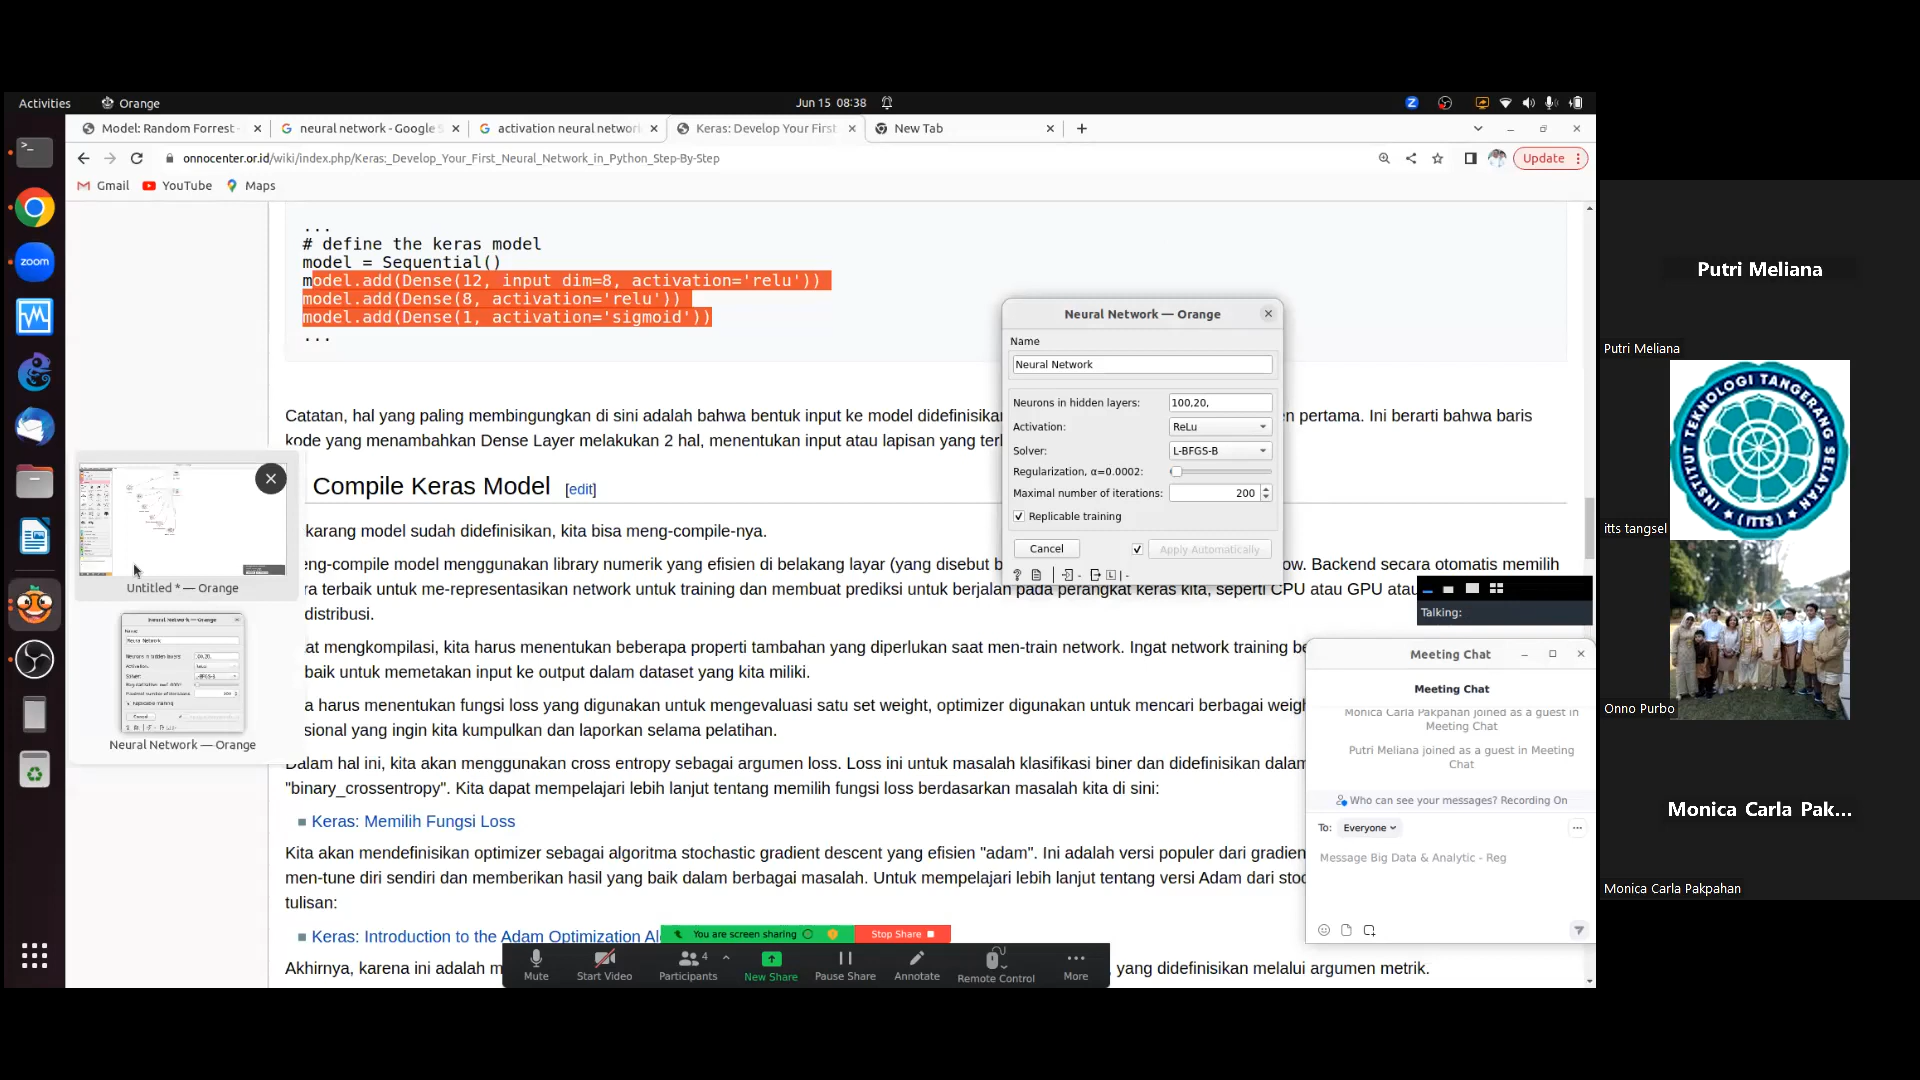 Activities
Orange
Jun 15 08:38
Model: Random Forrest -
neural network - Google S
activation neural networ
Keras: Develop Your First
New Tab
onnocenter.or.id/wiki/index.php/Keras:_Develop_Your_First_Neural_Network_in_Python_Step-By-Step
Update
Gmail
YouTube
Maps
...
# define the keras model
model = Sequential()
model.add(Dense(12, input_dim=8, activation='relu'))
model.add(Dense(8, activation='relu'))
model.add(Dense(1, activation='sigmoid'))
...
Catatan, hal yang paling membingungkan di sini adalah bahwa bentuk input ke model didefinisikan
n pertama. Ini berarti bahwa baris
kode yang menambahkan Dense Layer melakukan 2 hal, menentukan input atau lapisan yang terl
Compile Keras Model [edit]
karang model sudah didefinisikan, kita bisa meng-compile-nya.
eng-compile model menggunakan library numerik yang efisien di belakang layar (yang disebut b
ow. Backend secara otomatis memilih
ra terbaik untuk me-representasikan network untuk training dan membuat prediksi untuk berjalan pada perangkat keras kita, seperti CPU atau GPU atau
distribusi.
at mengkompilasi, kita harus menentukan beberapa properti tambahan yang diperlukan saat men-train network. Ingat network training be
baik untuk memetakan input ke output dalam dataset yang kita miliki.
a harus menentukan fungsi loss yang digunakan untuk mengevaluasi satu set weight, optimizer digunakan untuk mencari berbagai weigh
sional yang ingin kita kumpulkan dan laporkan selama pelatihan.
Dalam hal ini, kita akan menggunakan cross entropy sebagai argumen loss. Loss ini untuk masalah klasifikasi biner dan didefinisikan dalam
"binary_crossentropy". Kita dapat mempelajari lebih lanjut tentang memilih fungsi loss berdasarkan masalah kita di sini:
Keras: Memilih Fungsi Loss
Kita akan mendefinisikan optimizer sebagai algoritma stochastic gradient descent yang efisien "adam". Ini adalah versi populer dari gradien
men-tune diri sendiri dan memberikan hasil yang baik dalam berbagai masalah. Untuk mempelajari lebih lanjut tentang versi Adam dari stoc
tulisan:
Keras: Introduction to the Adam Optimization Al
Akhirnya, karena ini adalah m
, yang didefinisikan melalui argumen metrik.
Untitled * — Orange
Neural Network — Orange
Neural Network — Orange
Name
Neural Network
Neurons in hidden layers: 100,20,
Activation: ReLu
Solver: L-BFGS-B
Regularization, α=0.0002:
Maximal number of iterations: 200
Replicable training
Cancel
Apply Automatically
Talking:
Meeting Chat
Meeting Chat
Monica Carla Pakpahan joined as a guest in
Meeting Chat
Putri Meliana joined as a guest in Meeting
Chat
Who can see your messages? Recording On
To: Everyone
Message Big Data & Analytic - Reg
You are screen sharing
Stop Share
Mute
Start Video
Participants 4
New Share
Pause Share
Annotate
Remote Control
More
zoom
Putri Meliana
Putri Meliana
INSTITUT TEKNOLOGI TANGERANG SELATAN
(ITTS)
itts tangsel
Onno Purbo
Monica Carla Pak...
Monica Carla Pakpahan